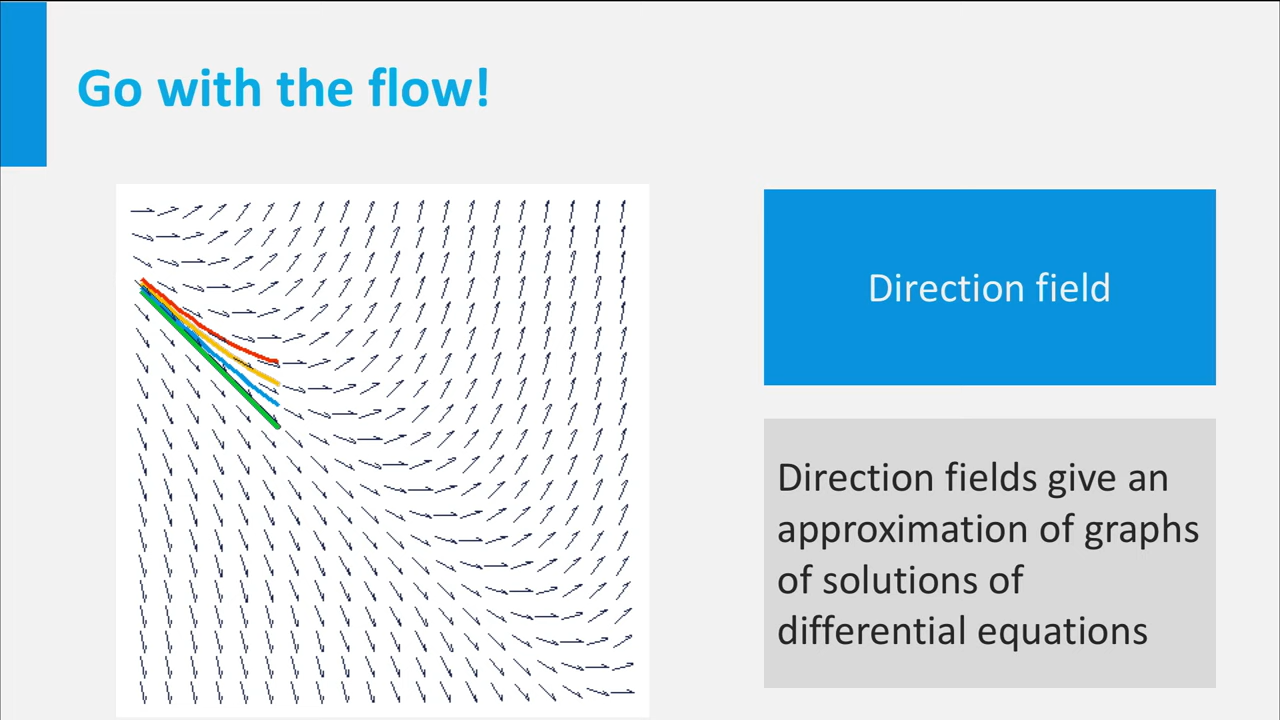 Go with the flow!
Direction field
Direction fields give an
approximation of graphs
of solutions of
differential equations